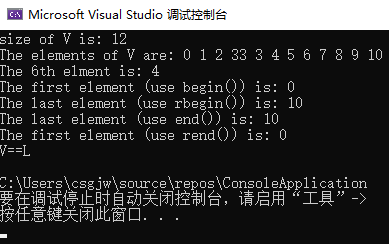 Microsoft Visual Studio 调试控制台
size of V is: 12
The elements of V are: 0 1 2 33 3 4 5 6 7 8 9 10
The 6th elment is: 4
The first element (use begin()) is: 0
The last element (use rbegin()) is: 10
The last element (use end()) is: 10
The first element (use rend()) is: 0
V==L
C:\Users\csgjw\source\repos\ConsoleApplication
要在调试停止时自动关闭控制台，请启用“工具”->
按任意键关闭此窗口. . .